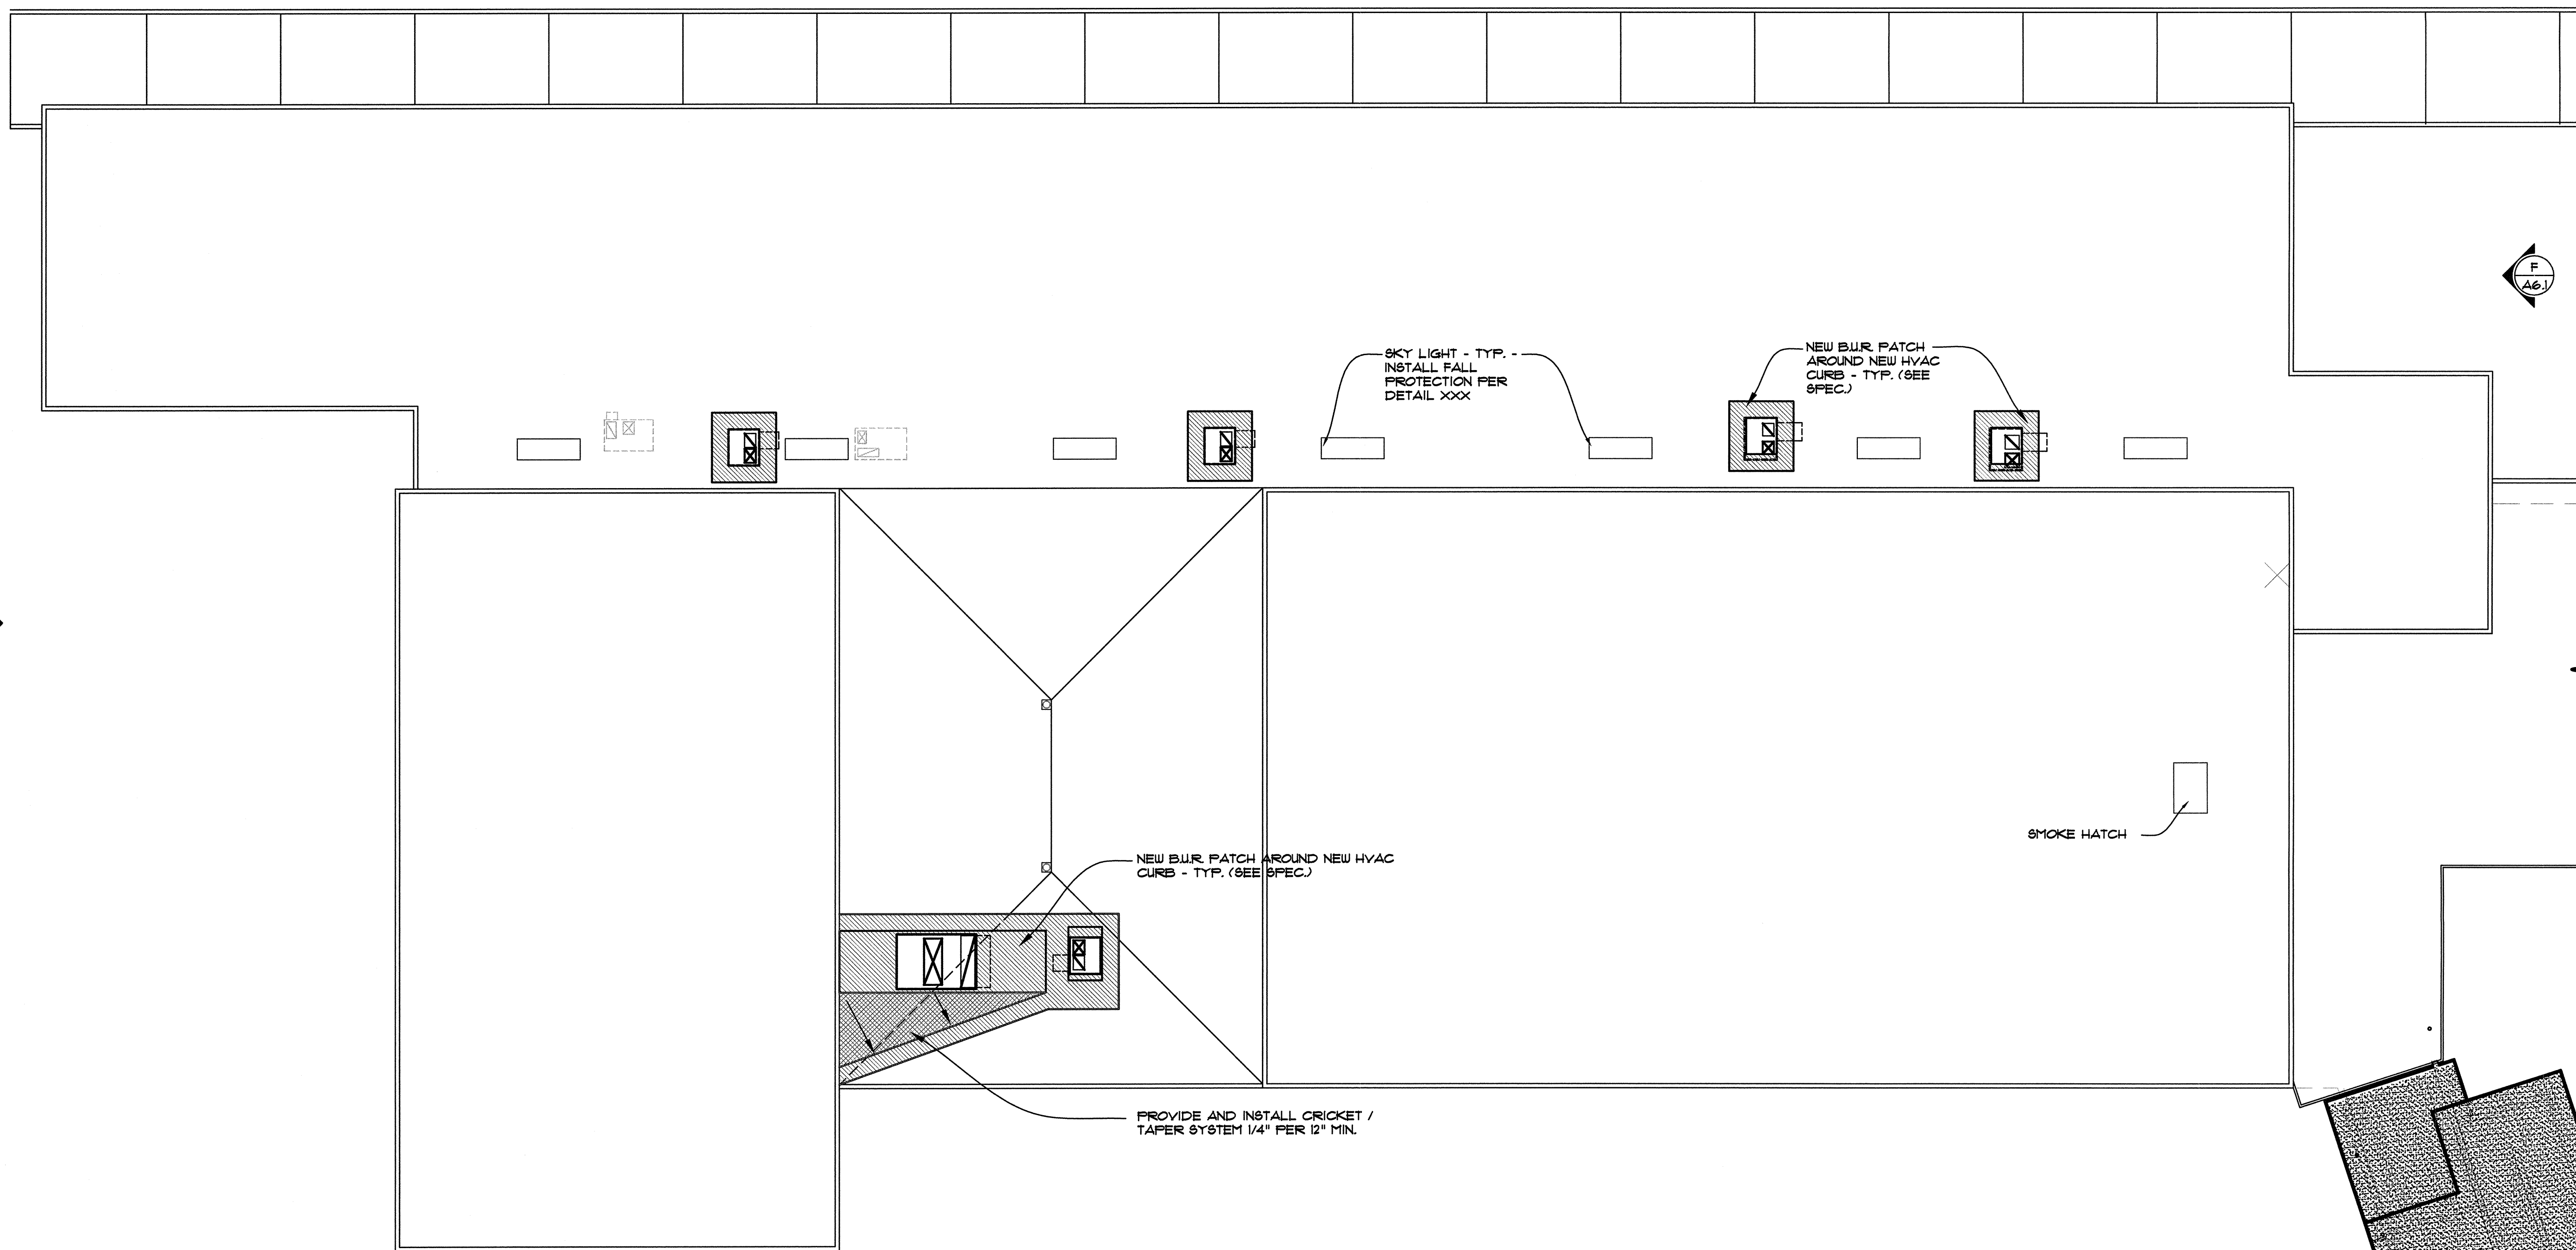 F
A6.1
SKY LIGHT - TYP. -
INSTALL FALL
PROTECTION PER
DETAIL XXX
NEW B.U.R. PATCH
AROUND NEW HVAC
CURB - TYP. (SEE
SPEC.)
SMOKE HATCH
NEW B.U.R. PATCH AROUND NEW HVAC
CURB - TYP. (SEE SPEC.)
PROVIDE AND INSTALL CRICKET /
TAPER SYSTEM 1/4" PER 12" MIN.